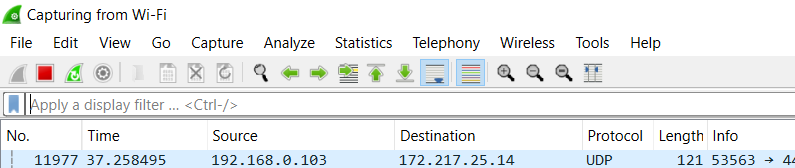 Capturing from Wi-Fi
File Edit View Go Capture Analyze Statistics Telephony Wireless Tools Help
Apply a display filter ... <Ctrl-/>
No. Time Source Destination Protocol Length Info
11977 37.258495 192.168.0.103 172.217.25.14 UDP 121 53563 →